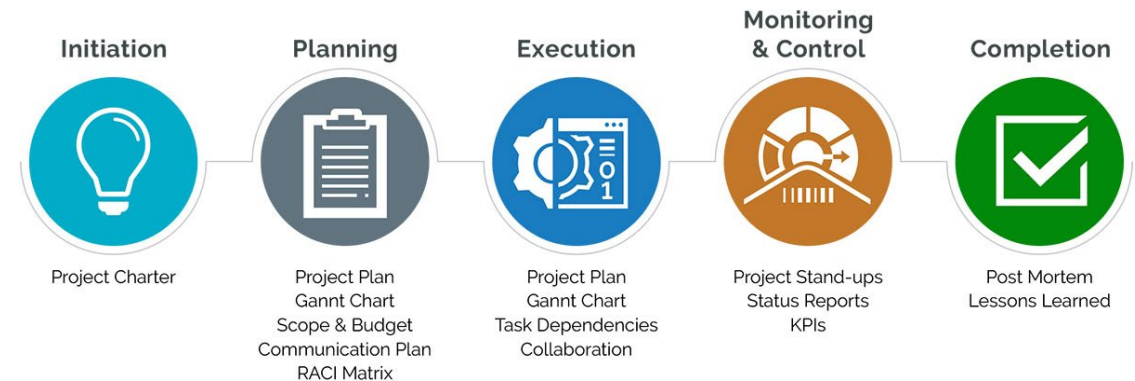 Initiation
Project Charter
Planning
Project Plan
Gannt Chart
Scope & Budget
Communication Plan
RACI Matrix
Execution
01
Project Plan
Gannt Chart
Task Dependencies
Collaboration
Monitoring
& Control
Project Stand-ups
Status Reports
KPIs
Completion
Post Mortem
Lessons Learned